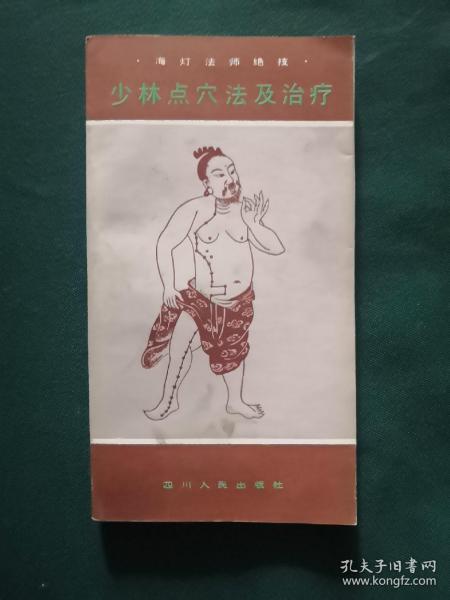 ·海灯法师绝技·
少林点穴法及治疗
四川人民出版社
孔夫子旧书网
www.kongfz.com